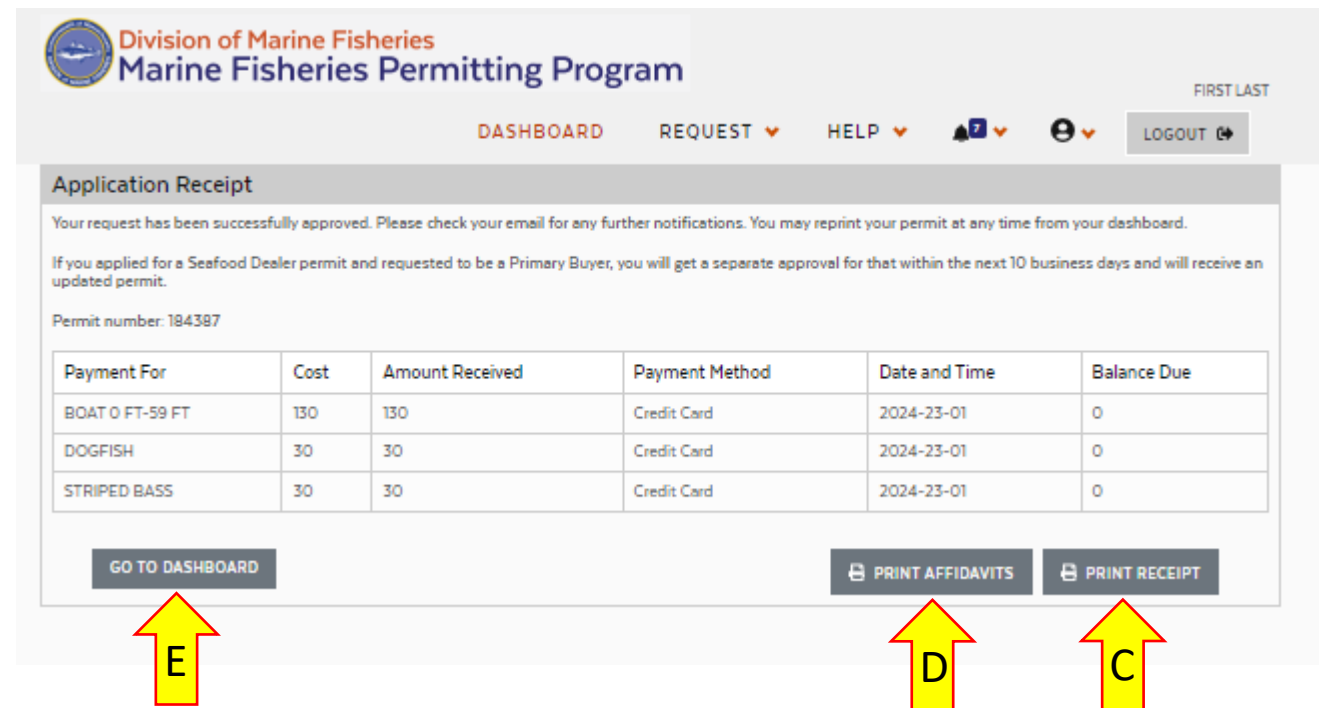 Division of Marine Fisheries
Marine Fisheries Permitting Program
FIRST LAST
DASHBOARD REQUEST HELP 7 LOGOUT
Application Receipt
Your request has been successfully approved. Please check your email for any further notifications. You may reprint your permit at any time from your dashboard.
If you applied for a Seafood Dealer permit and requested to be a Primary Buyer, you will get a separate approval for that within the next 10 business days and will receive an
updated permit.
Permit number: 184387
Payment For Cost Amount Received Payment Method Date and Time Balance Due
BOAT 0 FT-59 FT 130 130 Credit Card 2024-23-01 0
DOGFISH 30 30 Credit Card 2024-23-01 0
STRIPED BASS 30 30 Credit Card 2024-23-01 0
GO TO DASHBOARD PRINT AFFIDAVITS PRINT RECEIPT
E D C